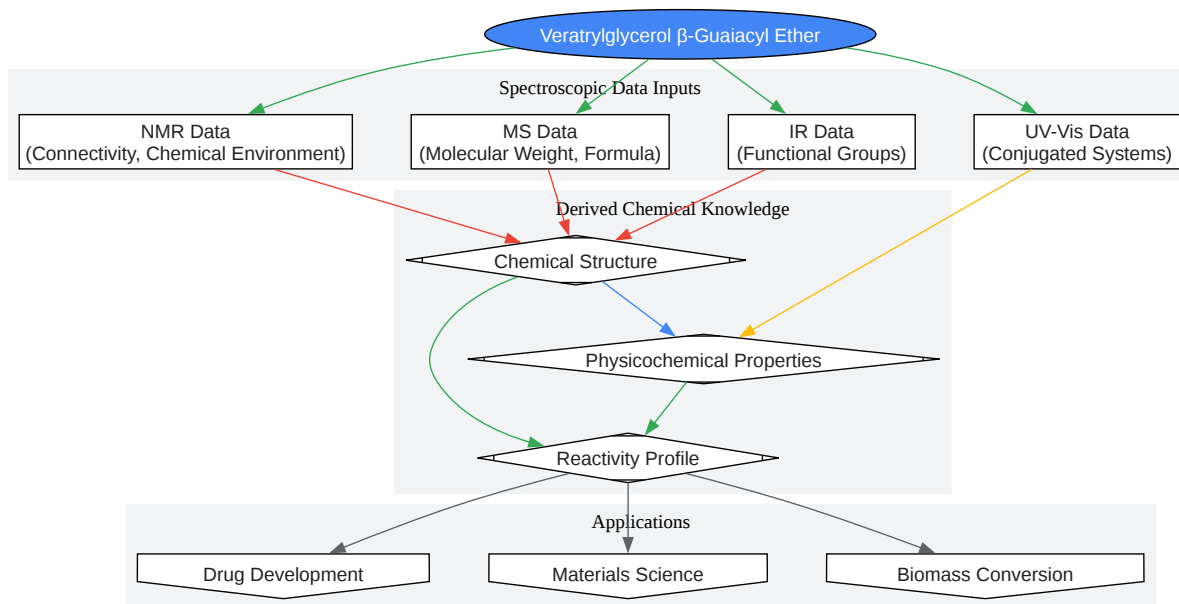 Veratrylglycerol β-Guaiacyl Ether
Spectroscopic Data Inputs
NMR Data
(Connectivity, Chemical Environment)
MS Data
(Molecular Weight, Formula)
IR Data
(Functional Groups)
UV-Vis Data
(Conjugated Systems)
Derived Chemical Knowledge
Chemical Structure
Physicochemical Properties
Reactivity Profile
Applications
Drug Development
Materials Science
Biomass Conversion